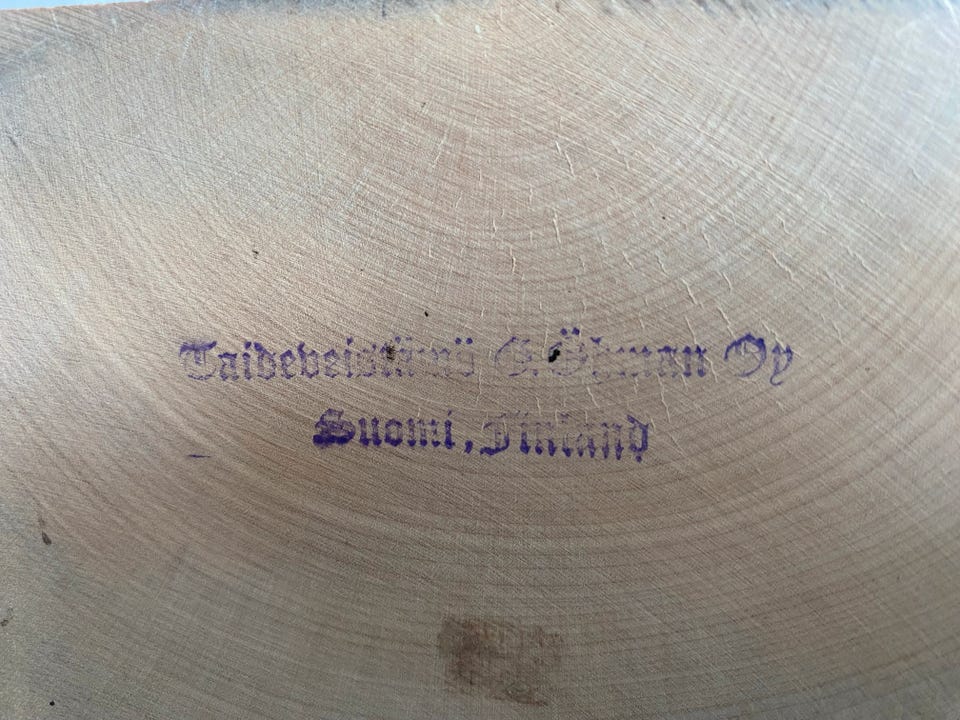 Taideveistämö G. Öhman Oy
Suomi, Finland